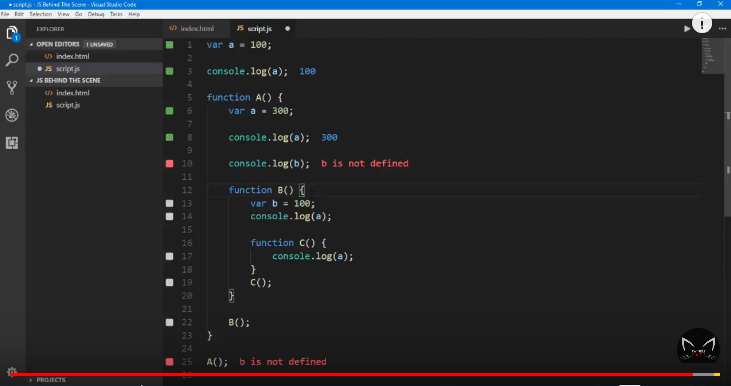 script.js - JS Behind The Scene - Visual Studio Code
File Edit Selection View Go Debug Tasks Help
EXPLORER
index.html
JS script.js
OPEN EDITORS 1 UNSAVED
index.html
JS script.js
JS BEHIND THE SCENE
index.html
JS script.js
PROJECTS
1 var a = 100;
2
3 console.log(a); 100
4
5 function A() {
6 var a = 300;
7
8 console.log(a); 300
9
10 console.log(b); b is not defined
11
12 function B() {
13 var b = 100;
14 console.log(a);
15
16 function C() {
17 console.log(a);
18 }
19 C();
20 }
21
22 B();
23 }
24
25 A(); b is not defined